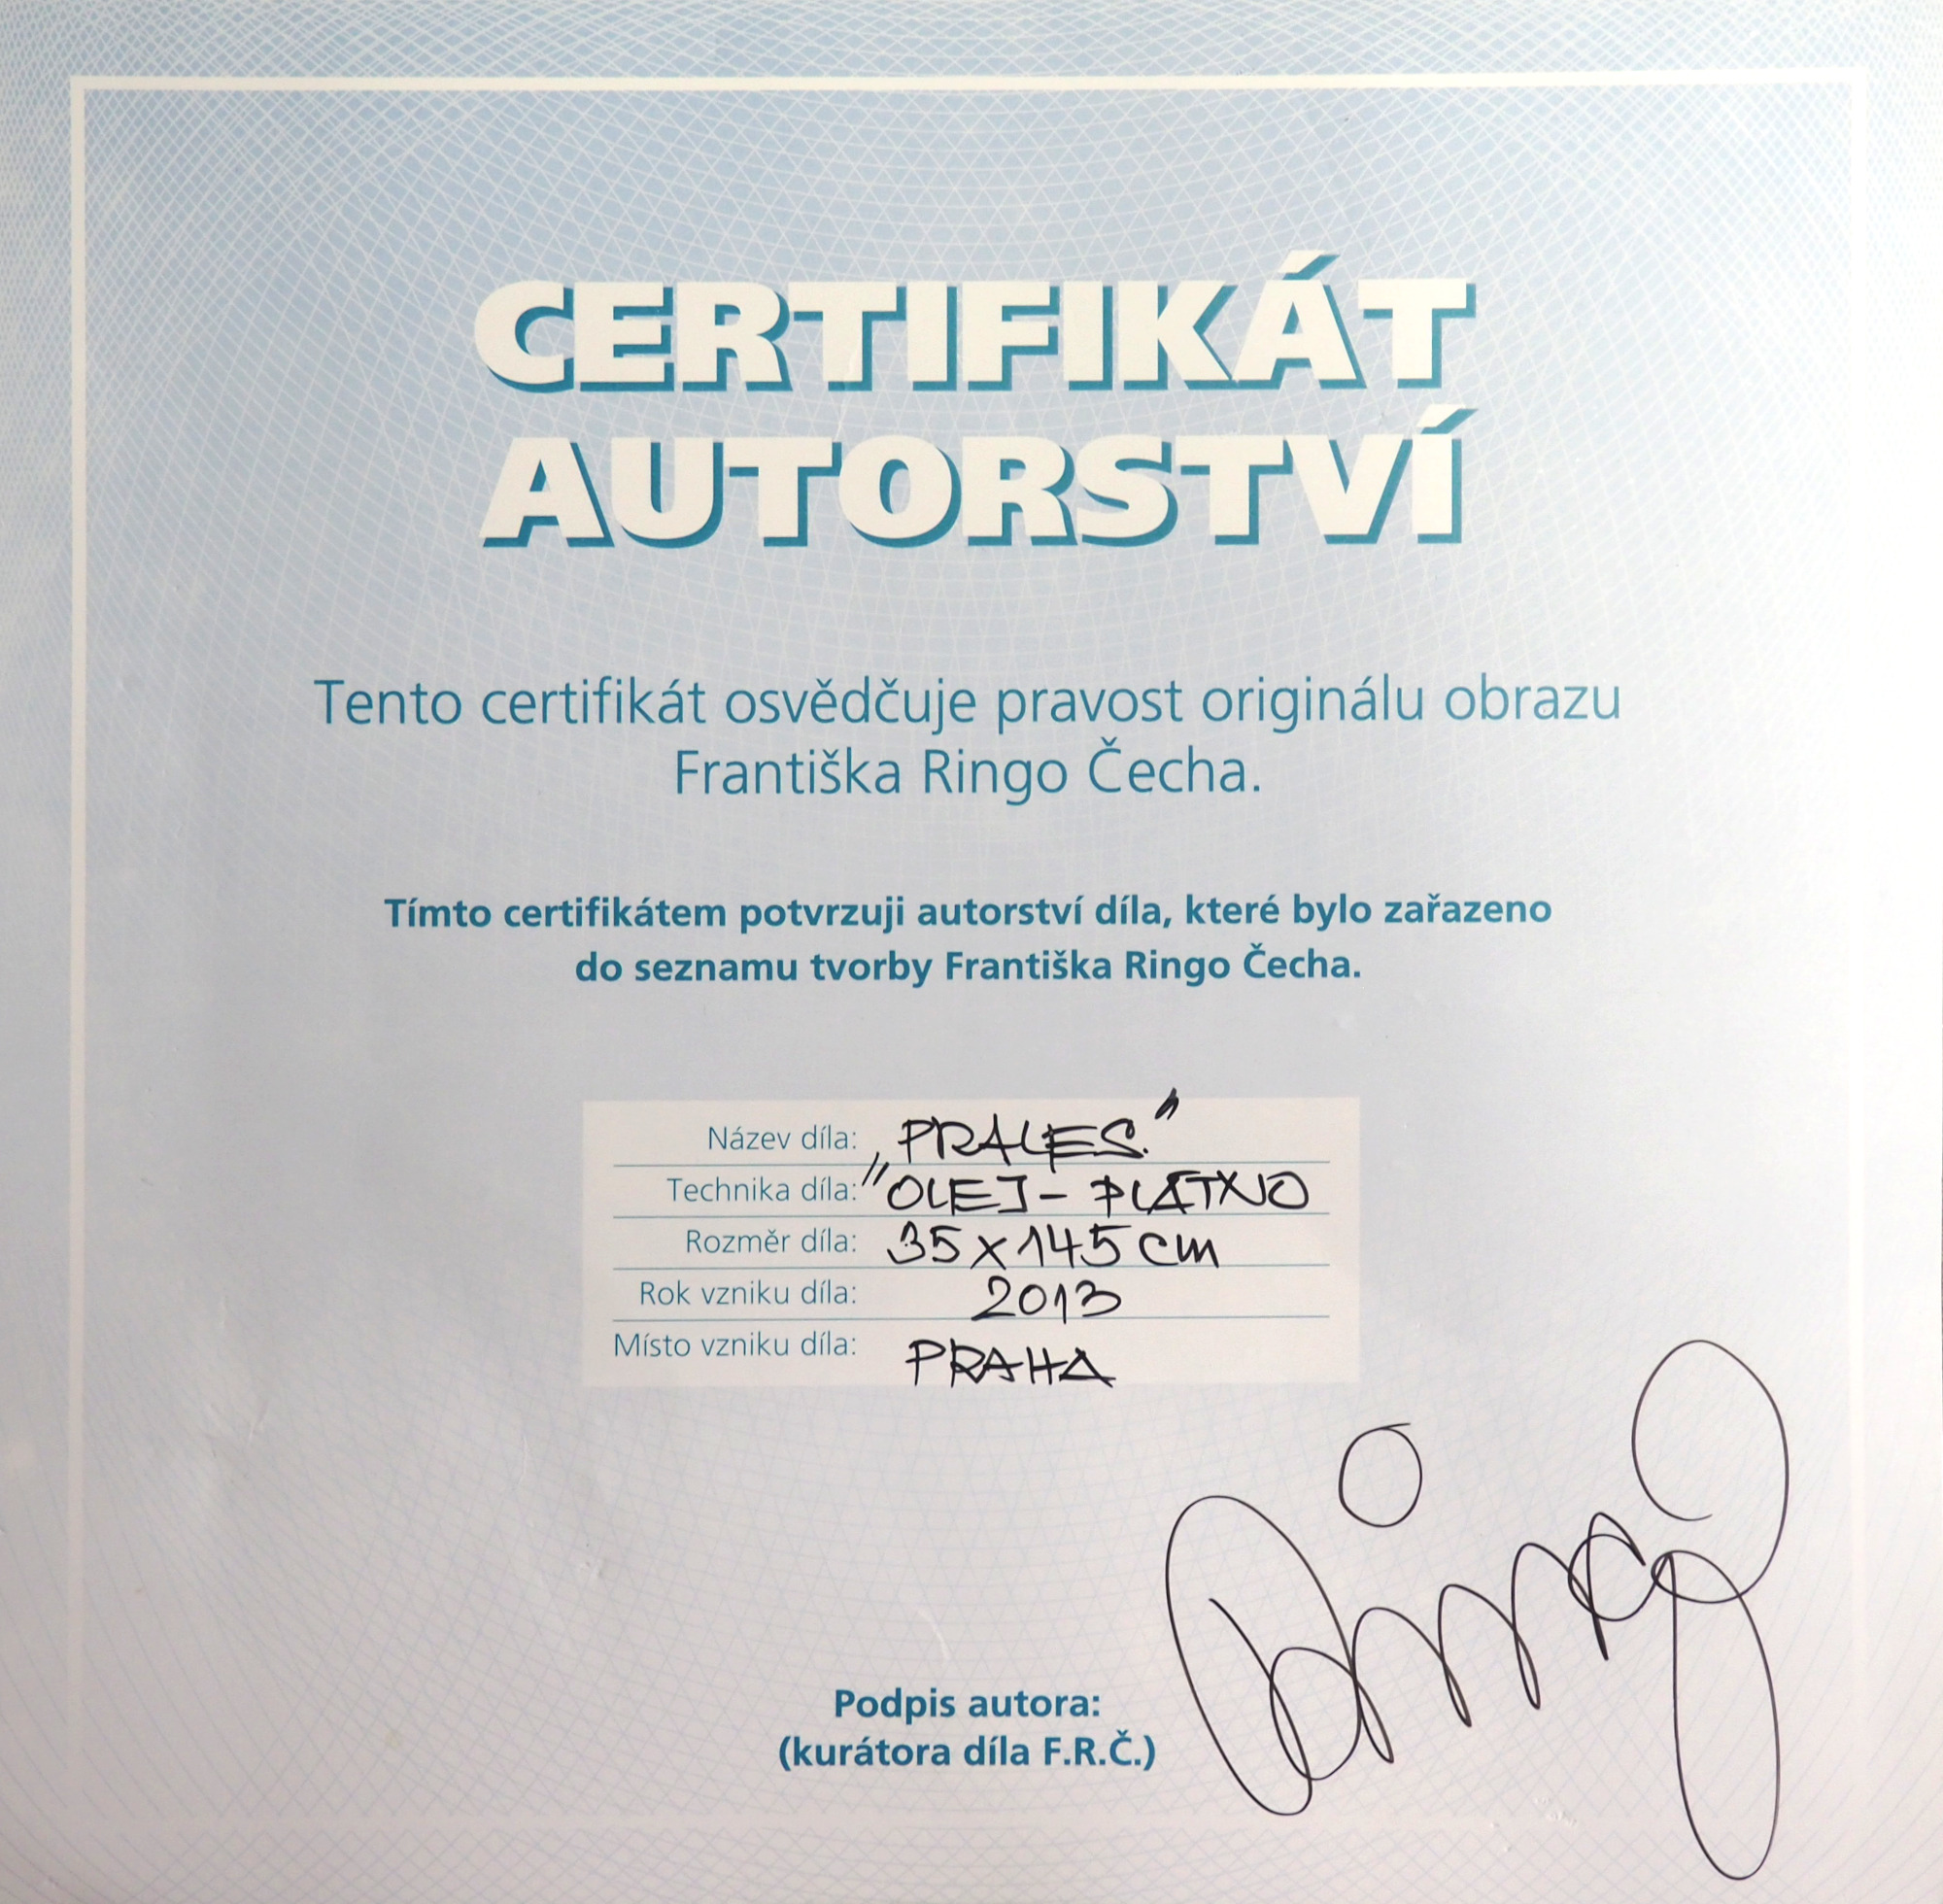 CERTIFIKÁT
AUTORSTVÍ
Tento certifikát osvědčuje pravost originálu obrazu
Františka Ringo Čecha.
Tímto certifikátem potvrzuji autorství díla, které bylo zařazeno
do seznamu tvorby Františka Ringo Čecha.
Název díla: „PRALES."
Technika díla: OLEJ - PLÁTNO
Rozměr díla: 35 x 145 cm
Rok vzniku díla: 2013
Místo vzniku díla: PRAHA
Podpis autora:
(kurátora díla F.R.Č.)
Ringo